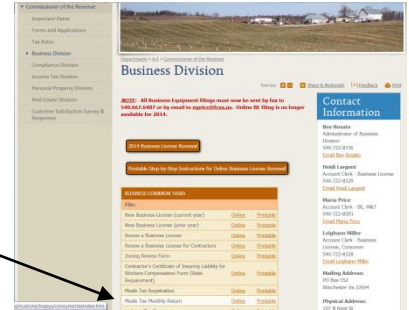 Commissioner of the Revenue
Important Dates
Forms and Applications
Tax Rates
Business Division
Compliance Division
Income Tax Division
Personal Property Division
Real Estate Division
Customer Satisfaction Survey &
Responses
Departments > A-Z > Commissioner of the Revenue
Business Division
Text Size:
Share & Bookmark
Feedback
Print
NOTE: All Business Equipment filings must now be sent by fax to
540.667.6487 or by email to Online BE filing is no longer
available for 2014.
2014 Business License Renewal
Printable Step-by-Step Instructions for Online Business License Renewal
BUSINESS COMMON TASKS
Files
New Business License (current year) Online Printable
New Business License (prior year) Online Printable
Renew a Business License Online Printable
Renew a Business License for Contractors Online Printable
Zoning Review Form Online Printable
Contractor's Certificate of Insuring Liability for
Workers Compensation Form (State
Requirement) Online Printable
Meals Tax Registration Online Printable
Meals Tax Monthly Return Online Printable
Contact
Information
Bev
Administrator of Business
Division
540-722-8336
Email Bev
Heidi Largent
Account Clerk - Business License
540-722-8329
Email Heidi Largent
Maria Price
Account Clerk - BE, M&T
540-722-8393
Email Maria Price
Leighann Miller
Account Clerk - Business
License, Consumer
540-722-8328
Email Leighann Miller
Mailing Address:
PO Box 552
Winchester Va 22604
Physical Address:
107 N Kent St